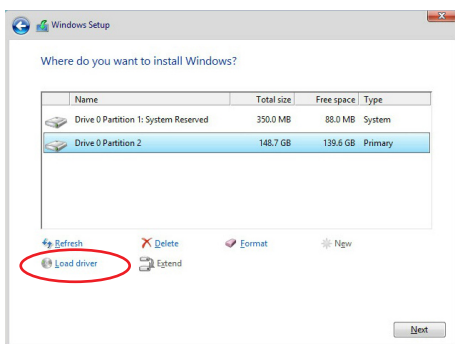 Windows Setup
Where do you want to install Windows?
Name Total size Free space Type
Drive 0 Partition 1: System Reserved 350.0 MB 88.0 MB System
Drive 0 Partition 2 148.7 GB 139.6 GB Primary
Refresh Delete Format New
Load driver Extend
Next